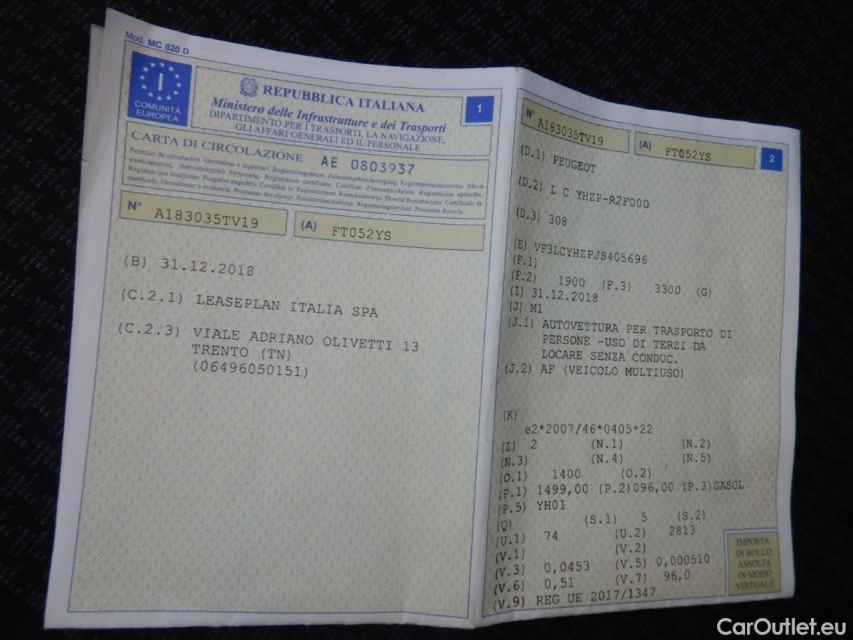 Mod. MC 820 D
I
COMUNITÀ
EUROPEA
REPUBBLICA ITALIANA
Ministero delle Infrastrutture e dei Trasporti
DIPARTIMENTO PER I TRASPORTI, LA NAVIGAZIONE,
GLI AFFARI GENERALI ED IL PERSONALE
1
CARTA DI CIRCOLAZIONE AE 0803937
N° A183035TV19
(A) FT052YS
(B) 31.12.2018
(C.2.1) LEASEPLAN ITALIA SPA
(C.2.3) VIALE ADRIANO OLIVETTI 13
TRENTO (TN)
(06496050151)
N° A183035TV19
(A) FT052YS
2
(D.1) PEUGEOT
(D.2) L C YHZP-R2F000
(D.3) 308
(E) VF3LCYHZPJS405696
(F.1)
(F.2) 1900 (F.3) 3300 (G)
(I) 31.12.2018
(J) M1
(J.1) AUTOVETTURA PER TRASPORTO DI
PERSONE -USO DI TERZI DA
LOCARE SENZA CONDUC.
(J.2) AF (VEICOLO MULTIUSO)
(K)
e2*2007/46*0405*22
(L) 2 (N.1) (N.2)
(N.3) (N.4) (N.5)
(O.1) 1400 (O.2)
(P.1) 1499,00 (P.2)096,00 (P.3)GASOL
(P.5) YH01
(Q) (S.1) 5 (S.2)
(U.1) 74 (U.2) 2813
(V.1) (V.2)
(V.3) 0,0453 (V.5) 0,000510
(V.6) 0,51 (V.7) 96,0
(V.9) REG UE 2017/1347
IMPOSTA
DI BOLLO
ASSOLTA
IN MODO
VIRTUALE
CarOutlet.eu